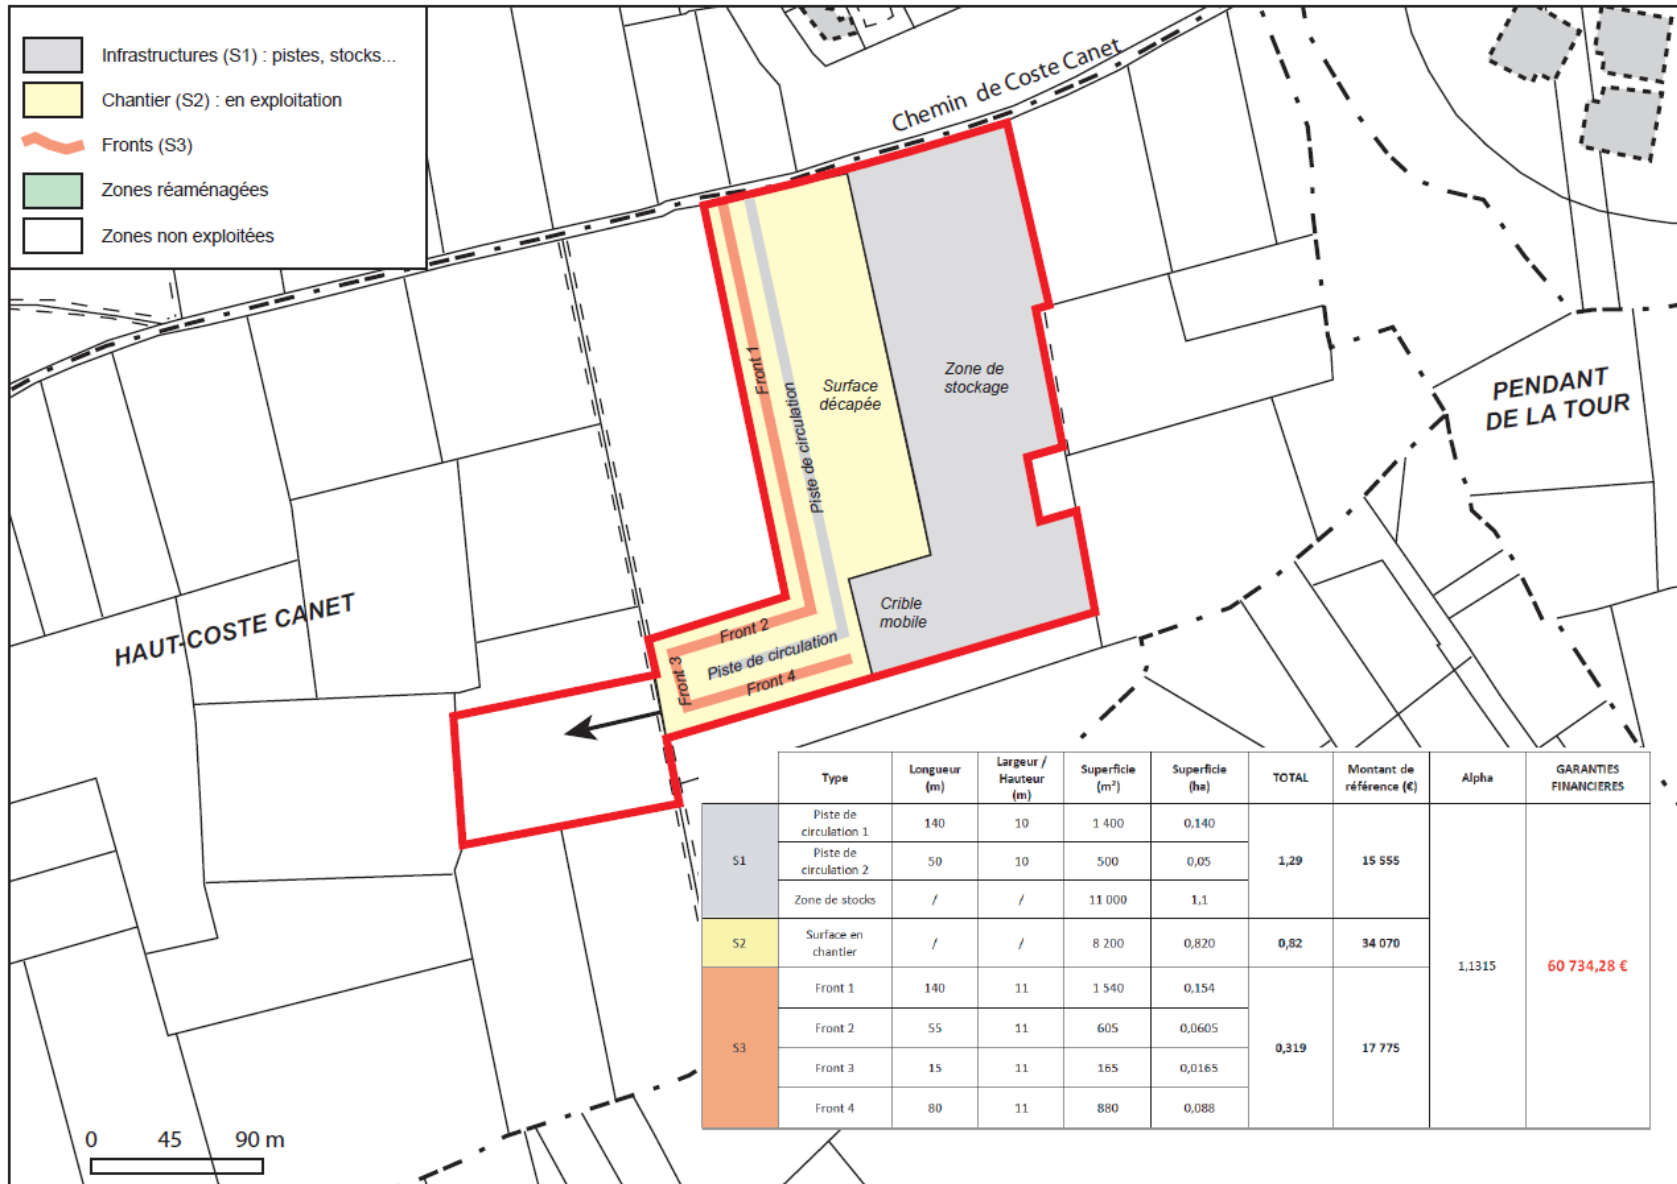 Infrastructures (S1) : pistes, stocks...
Chantier (S2) : en exploitation
Fronts (S3)
Zones réaménagées
Zones non exploitées
Chemin de Coste Canet
Front 1
Piste de circulation
Surface
décapée
Zone de
stockage
PENDANT
DE LA TOUR
HAUT-COSTE CANET
Crible
mobile
Front 2
Piste de circulation
Front 3
Front 4
Type Longueur (m) Largeur / Hauteur (m) Superficie (m²) Superficie (ha) TOTAL Montant de référence (€) Alpha GARANTIES FINANCIERES
S1 Piste de circulation 1 140 10 1 400 0,140 1,29 15 555
Piste de circulation 2 50 10 500 0,05
Zone de stocks / / 11 000 1,1
S2 Surface en chantier / / 8 200 0,820 0,82 34 070
1,1315 60 734,28 €
S3 Front 1 140 11 1 540 0,154 0,319 17 775
Front 2 55 11 605 0,0605
Front 3 15 11 165 0,0165
Front 4 80 11 880 0,088
0 45 90 m